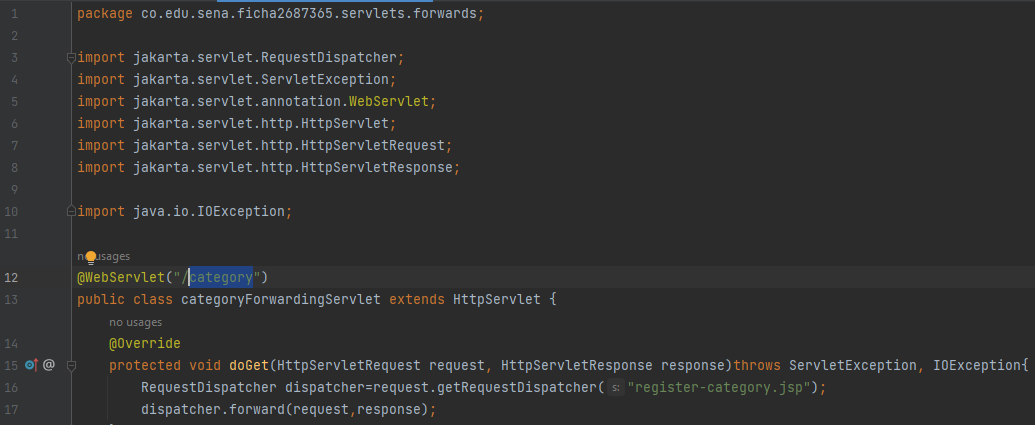 1 package co.edu.sena.ficha2687365.servlets.forwards;
2
3 import jakarta.servlet.RequestDispatcher;
4 import jakarta.servlet.ServletException;
5 import jakarta.servlet.annotation.WebServlet;
6 import jakarta.servlet.http.HttpServlet;
7 import jakarta.servlet.http.HttpServletRequest;
8 import jakarta.servlet.http.HttpServletResponse;
9
10 import java.io.IOException;
11
no usages
12 @WebServlet("/category")
13 public class categoryForwardingServlet extends HttpServlet {
no usages
14 @Override
15 @ protected void doGet(HttpServletRequest request, HttpServletResponse response)throws ServletException, IOException{
16 RequestDispatcher dispatcher=request.getRequestDispatcher( s: "register-category.jsp");
17 dispatcher.forward(request,response);